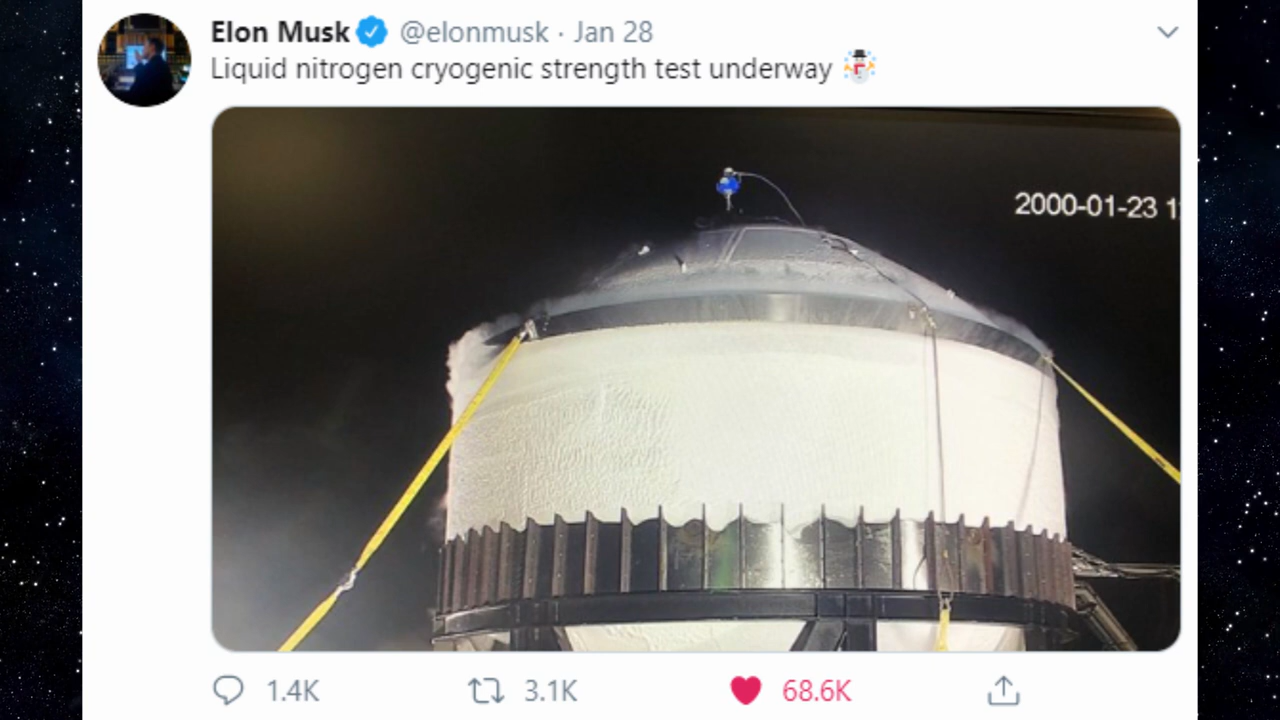 Elon Musk @elonmusk · Jan 28
Liquid nitrogen cryogenic strength test underway
2000-01-23 1
1.4K 3.1K 68.6K